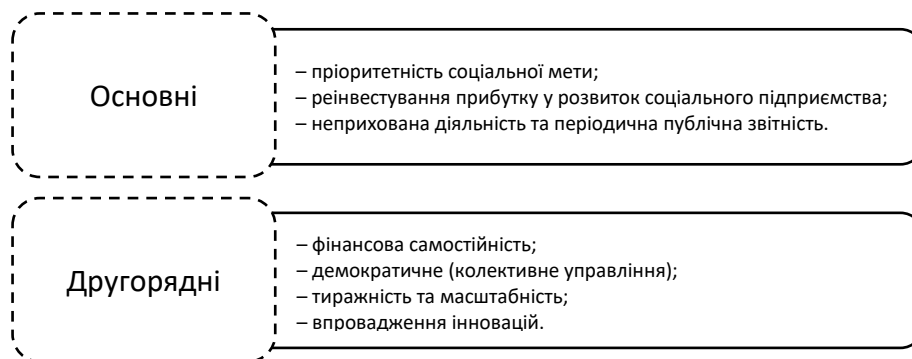 Основні
– пріоритетність соціальної мети;
– реінвестування прибутку у розвиток соціального підприємства;
– неприхована діяльність та періодична публічна звітність.
Другорядні
– фінансова самостійність;
– демократичне (колективне управління);
– тиражність та масштабність;
– впровадження інновацій.